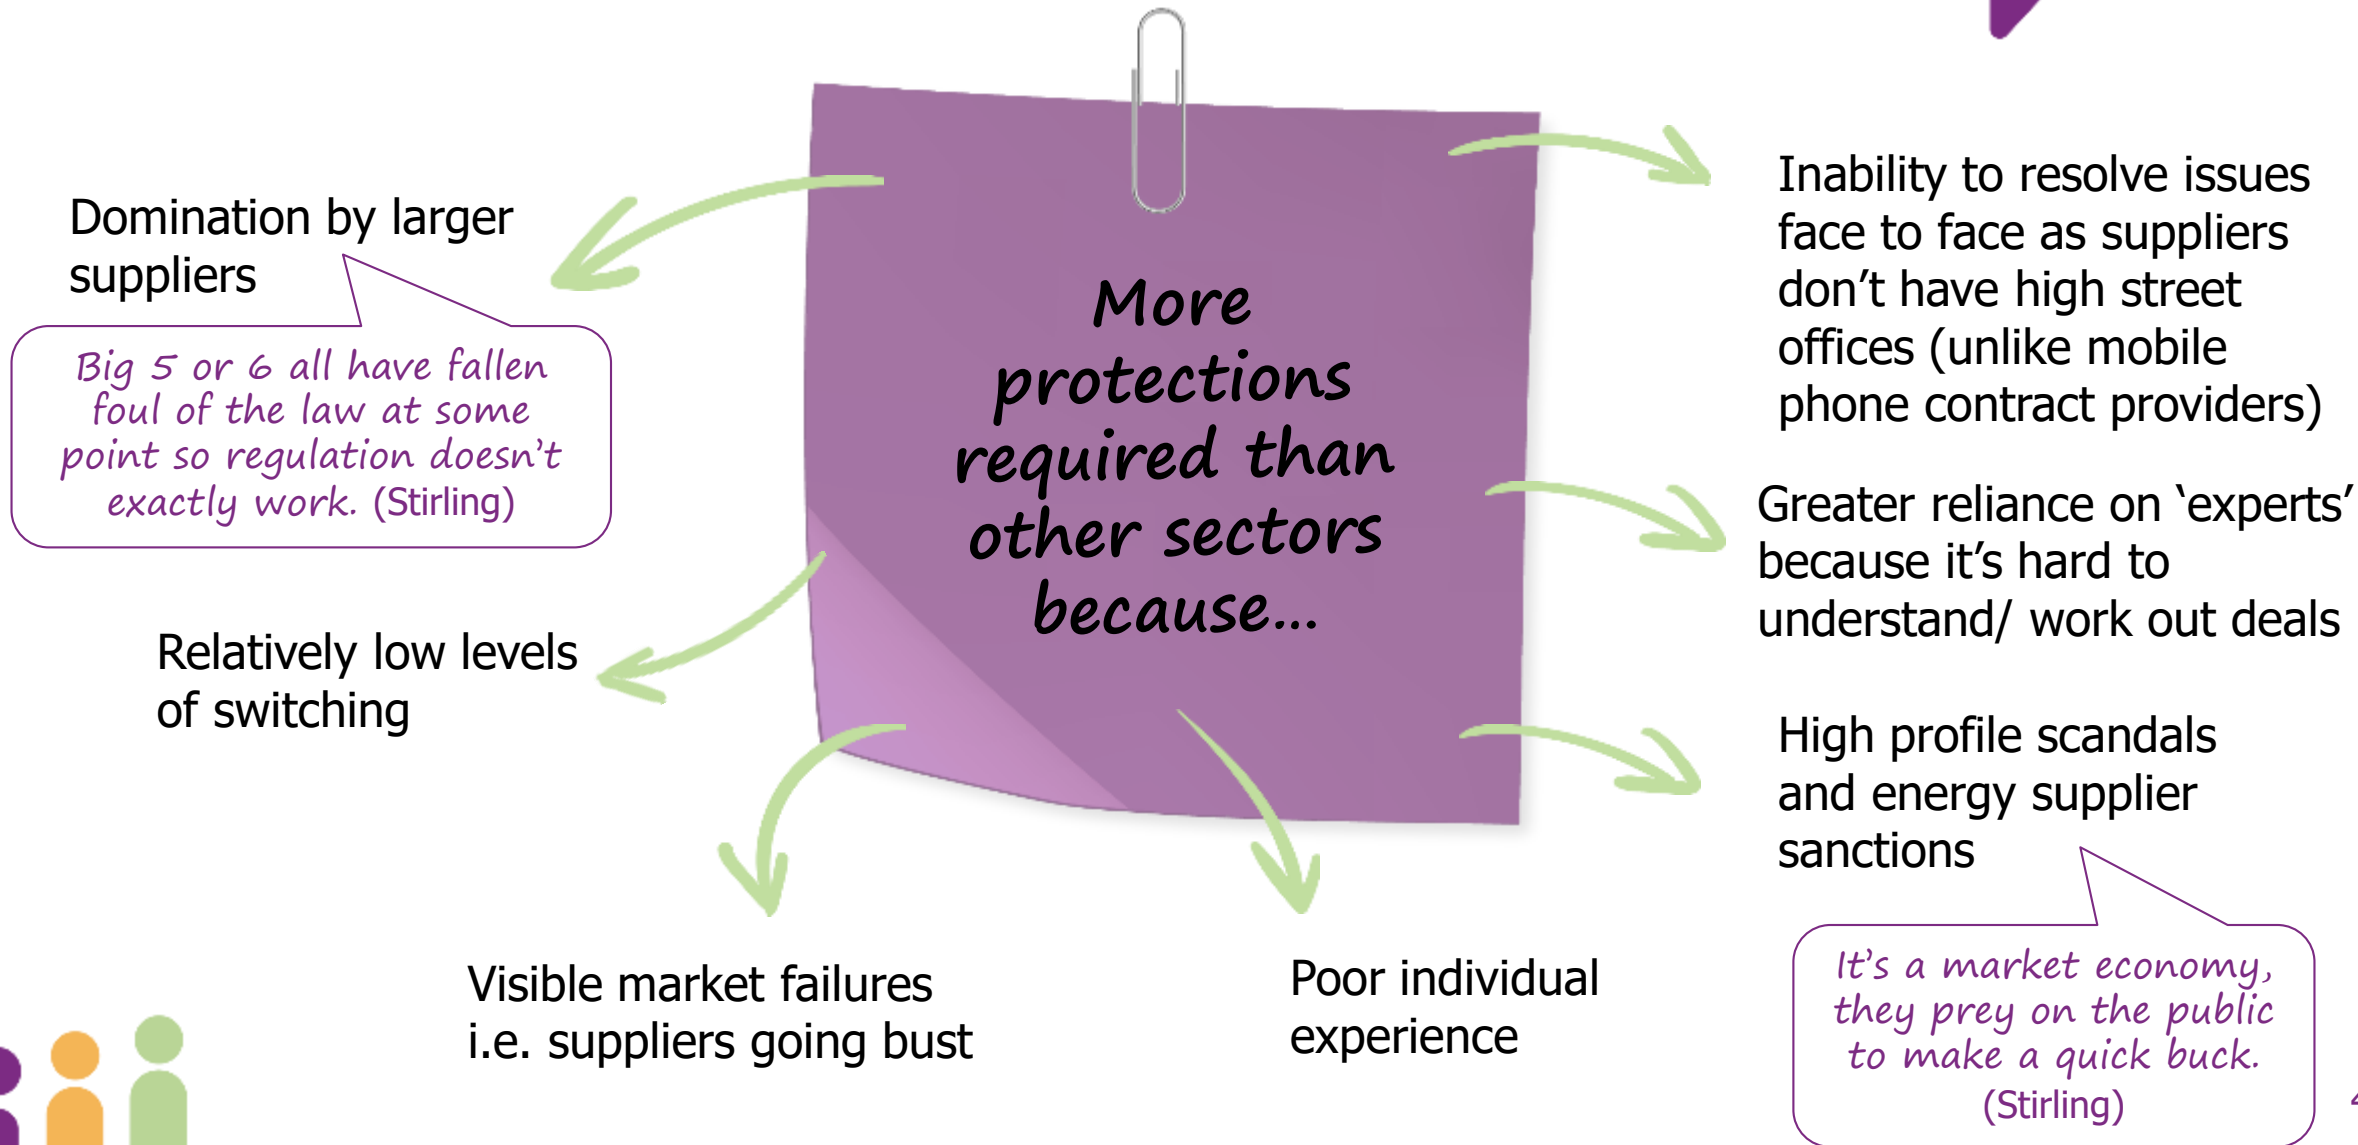 More
protections
required than
other sectors
because...
Domination by larger
suppliers
Big 5 or 6 all have fallen
foul of the law at some
point so regulation doesn't
exactly work. (Stirling)
Relatively low levels
of switching
Visible market failures
i.e. suppliers going bust
Poor individual
experience
Inability to resolve issues
face to face as suppliers
don’t have high street
offices (unlike mobile
phone contract providers)
Greater reliance on ‘experts’
because it’s hard to
understand/ work out deals
High profile scandals
and energy supplier
sanctions
It's a market economy,
they prey on the public
to make a quick buck.
(Stirling)